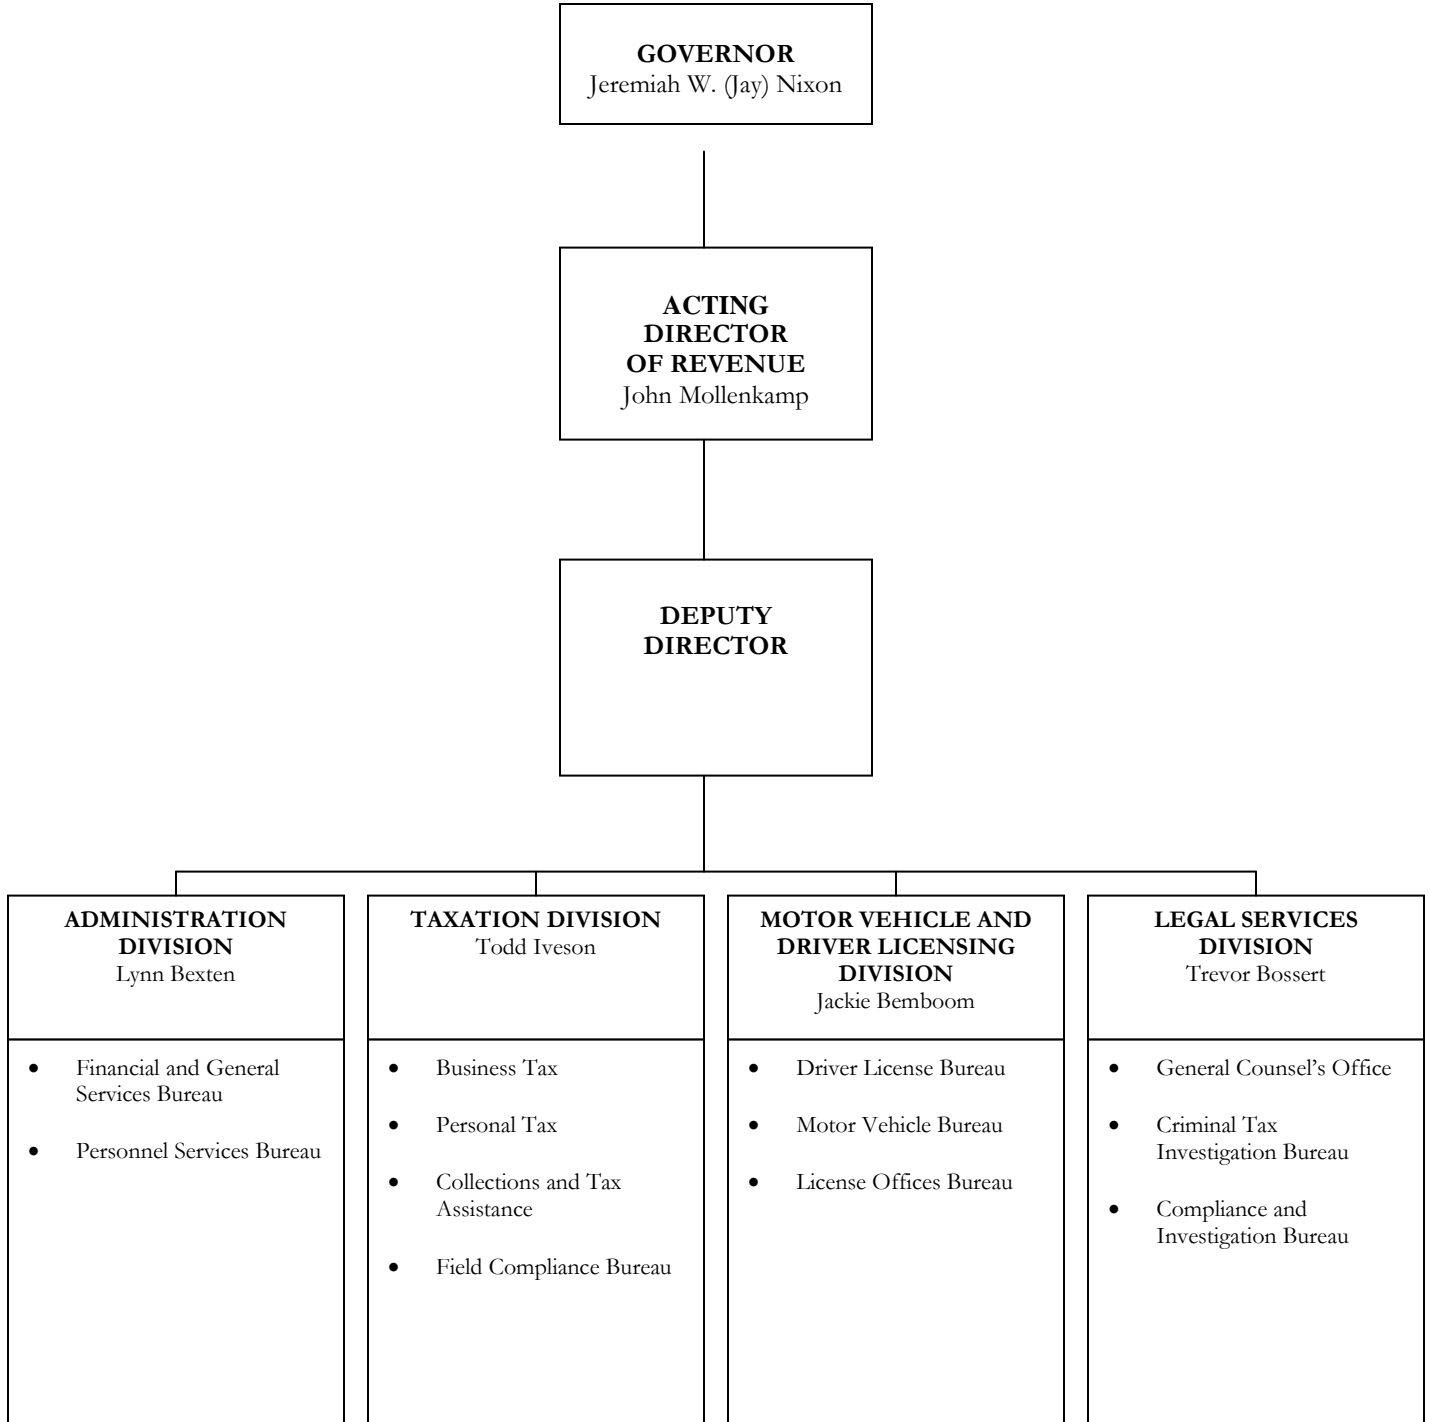 GOVERNOR
Jeremiah W. (Jay) Nixon
ACTING
DIRECTOR
OF REVENUE
John Mollenkamp
DEPUTY
DIRECTOR
ADMINISTRATION
DIVISION
Lynn Bexten
• Financial and General
Services Bureau
• Personnel Services Bureau
TAXATION DIVISION
Todd Iveson
• Business Tax
• Personal Tax
• Collections and Tax
Assistance
• Field Compliance Bureau
MOTOR VEHICLE AND
DRIVER LICENSING
DIVISION
Jackie Bemboom
• Driver License Bureau
• Motor Vehicle Bureau
• License Offices Bureau
LEGAL SERVICES
DIVISION
Trevor Bossert
• General Counsel’s Office
• Criminal Tax
Investigation Bureau
• Compliance and
Investigation Bureau